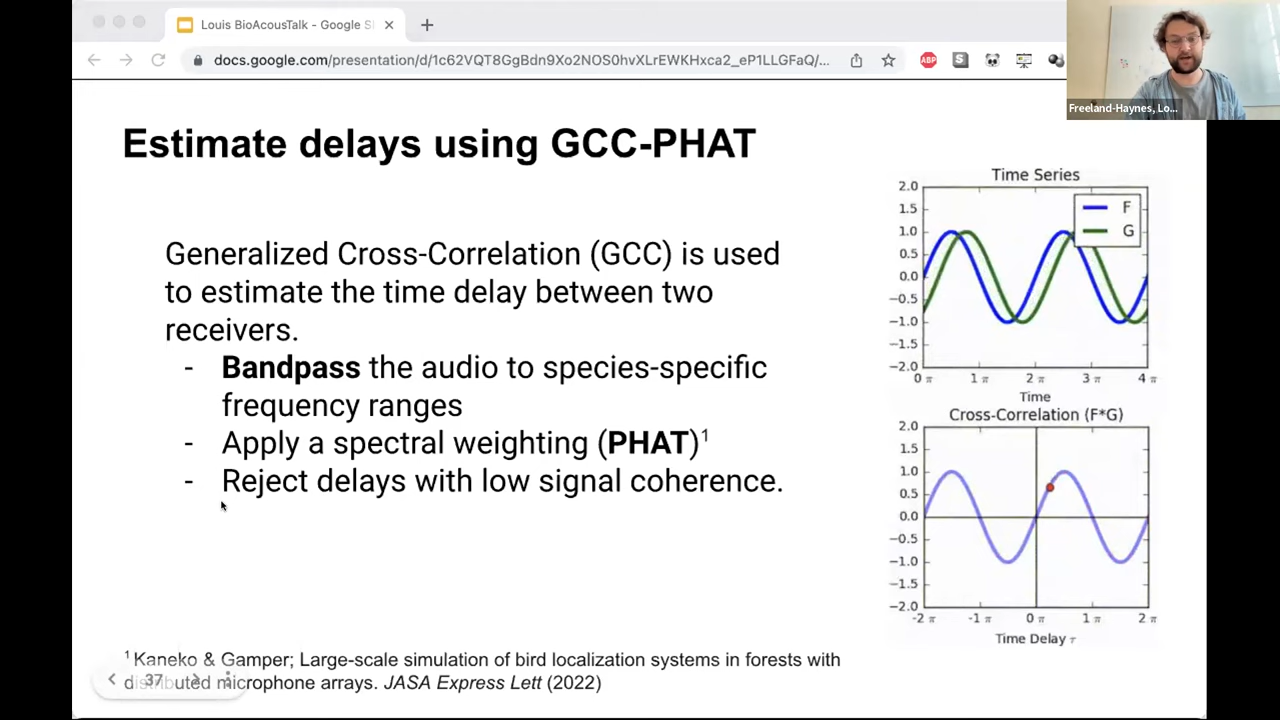 Louis BioAcousTalk - Google Sl
docs.google.com/presentation/d/1c62VQT8GgBdn9Xo2NOS0hvXLrEWKHxca2_eP1LLGFaQ/...
ABP
S
Freeland-Haynes, Lo...
Estimate delays using GCC-PHAT
Generalized Cross-Correlation (GCC) is used
to estimate the time delay between two
receivers.
- Bandpass the audio to species-specific
frequency ranges
- Apply a spectral weighting (PHAT)1
- Reject delays with low signal coherence.
Time Series
2.0
1.5
1.0
0.5
0.0
−0.5
−1.0
−1.5
−2.0
F
G
0 π 1 π 2 π 3 π 4 π
Time
Cross-Correlation (F*G)
2.0
1.5
1.0
0.5
0.0
−0.5
−1.0
−1.5
−2.0
-2 π -1 π 0 π 1 π 2 π
Time Delay τ
1 Kaneko & Gamper; Large-scale simulation of bird localization systems in forests with
distributed microphone arrays. JASA Express Lett (2022)
37